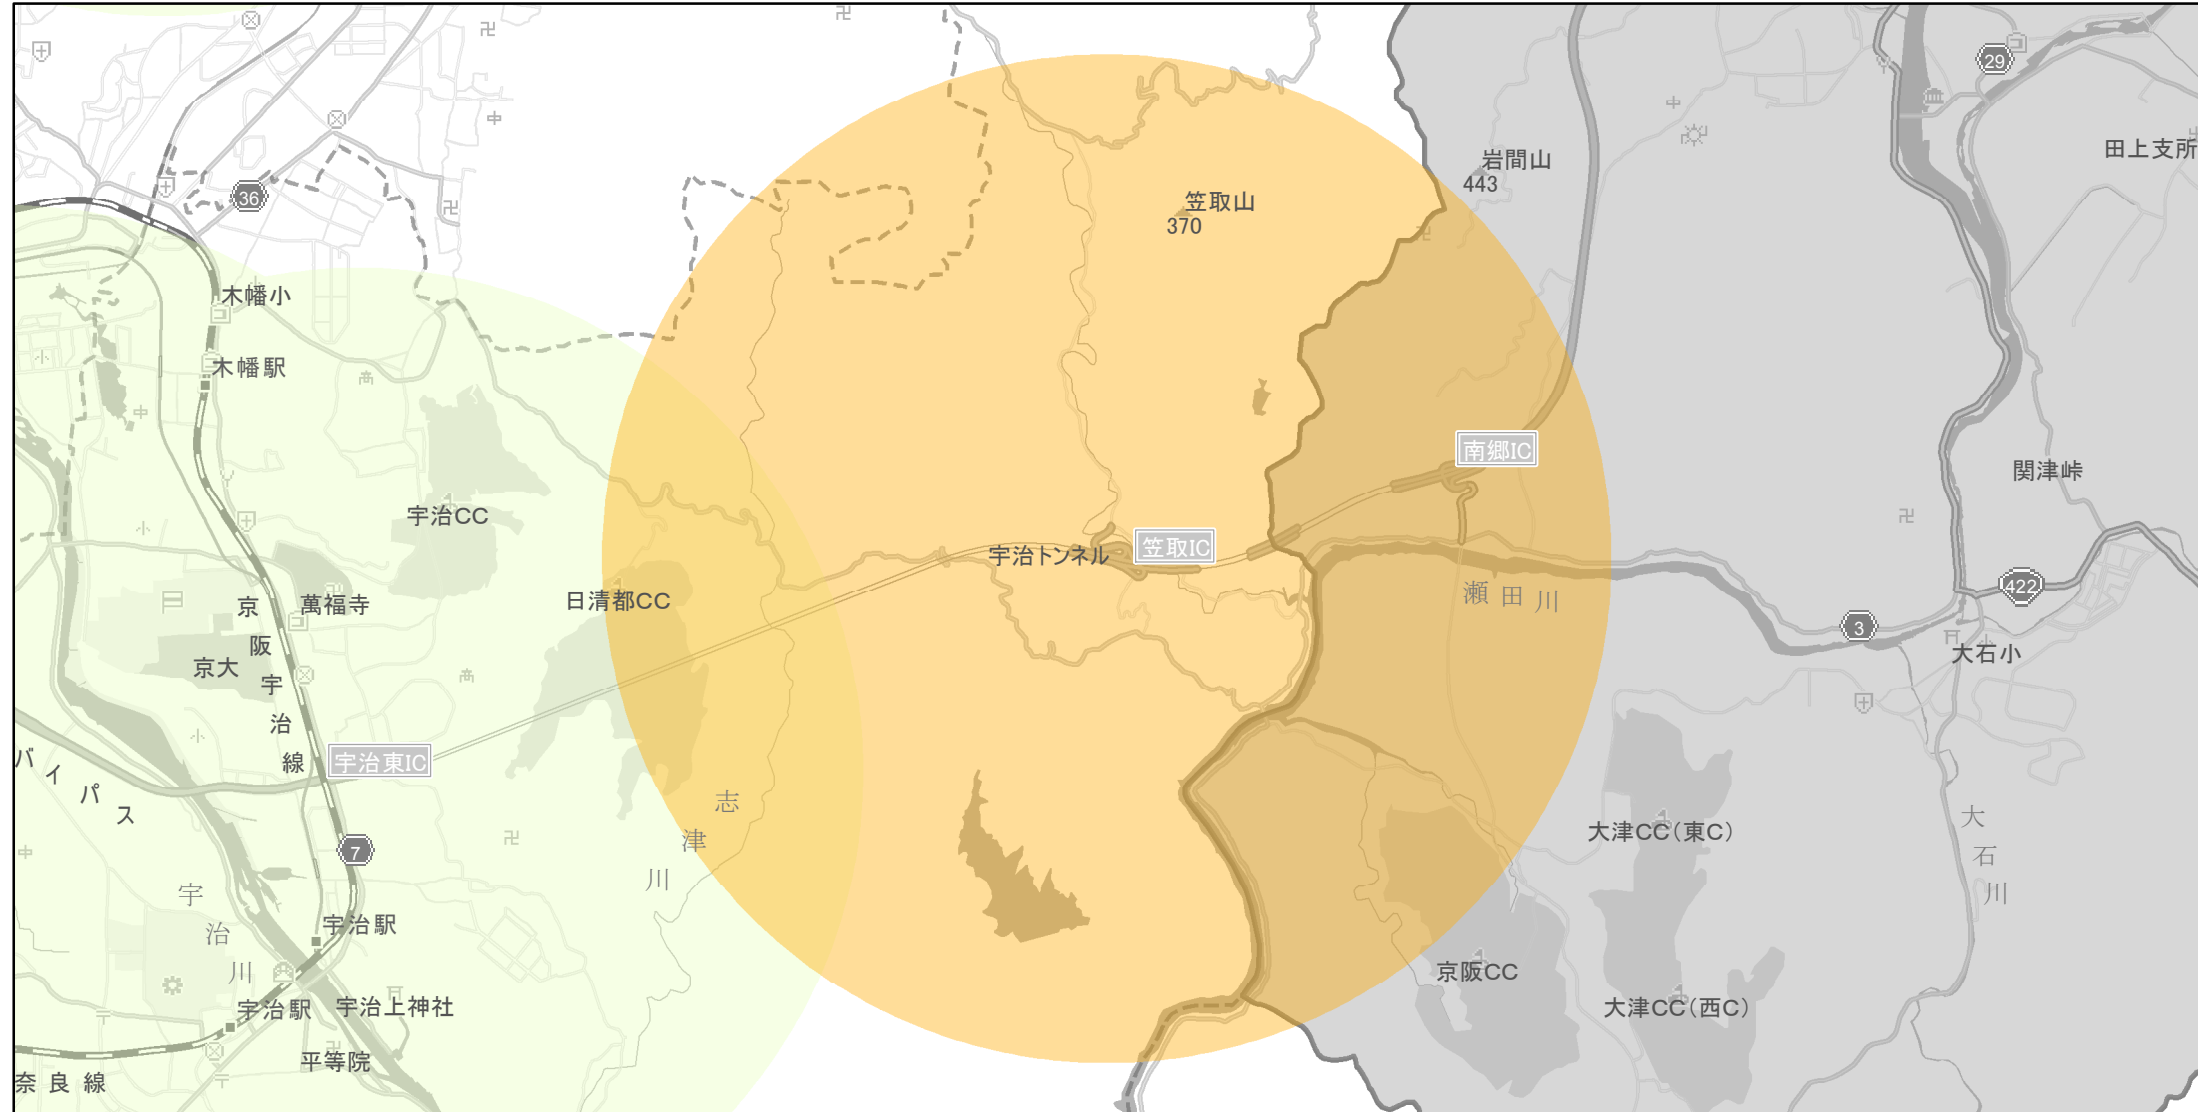 29
田上支所
岩間山
443
36
笠取山
370
木幡小
木幡駅
南郷IC
関津峠
宇治CC
笠取IC
宇治トンネル
422
瀬田川
日清都CC
萬福寺
京阪宇治線
3
大石小
京大
宇治東IC
バイパス
志津川
大津CC(東C)
大石川
7
宇治川
宇治駅
京阪CC
大津CC(西C)
宇治駅
宇治上神社
平等院
奈良線